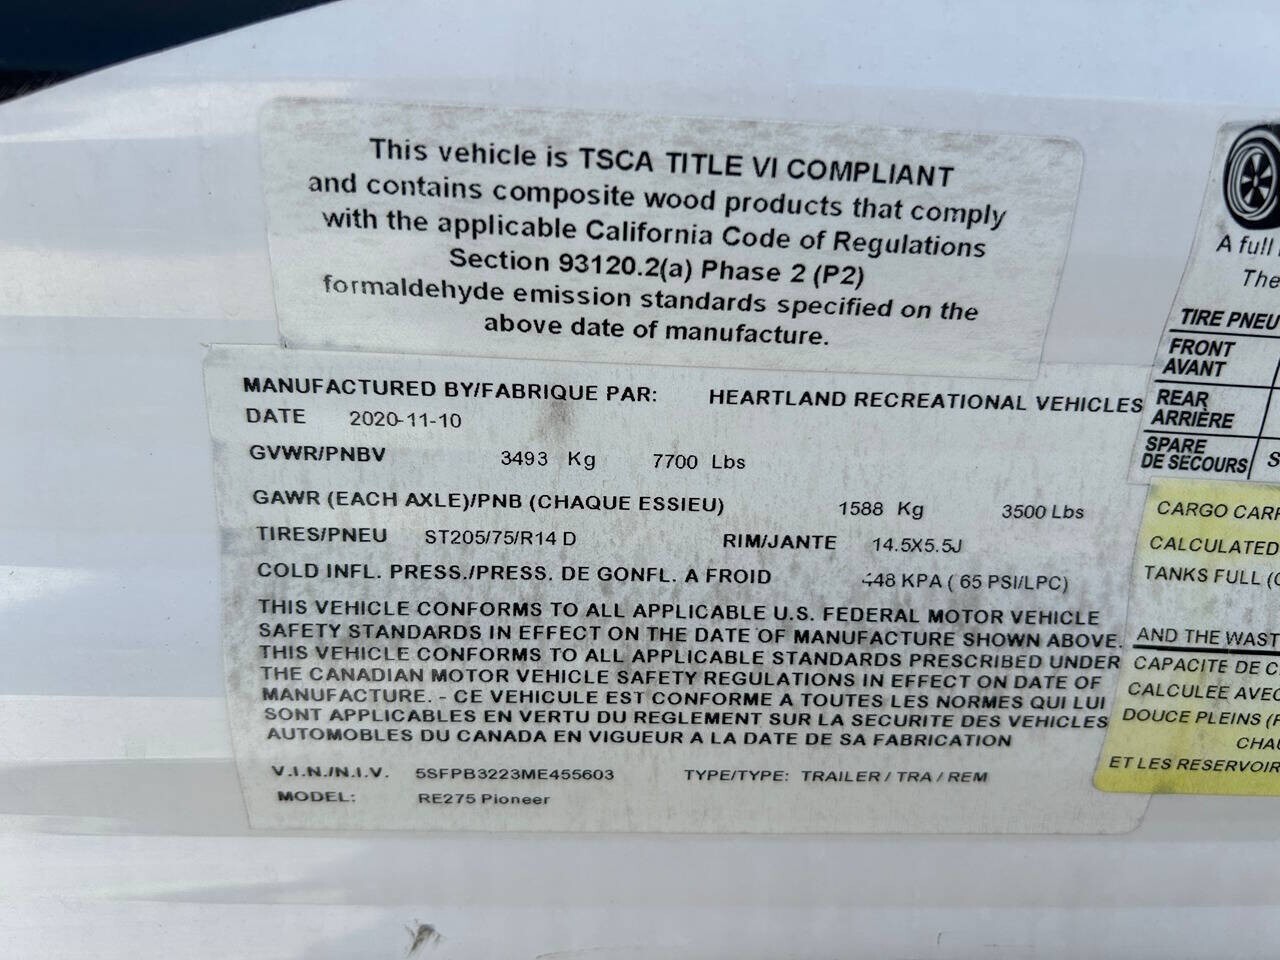 This vehicle is TSCA TITLE VI COMPLIANT
and contains composite wood products that comply
with the applicable California Code of Regulations
Section 93120.2(a) Phase 2 (P2)
formaldehyde emission standards specified on the
above date of manufacture.
MANUFACTURED BY/FABRIQUE PAR: HEARTLAND RECREATIONAL VEHICLES
DATE 2020-11-10
GVWR/PNBV 3493 Kg 7700 Lbs
GAWR (EACH AXLE)/PNB (CHAQUE ESSIEU) 1588 Kg 3500 Lbs
TIRES/PNEU ST205/75/R14 D RIM/JANTE 14.5X5.5J
COLD INFL. PRESS./PRESS. DE GONFL. A FROID 448 KPA ( 65 PSI/LPC)
THIS VEHICLE CONFORMS TO ALL APPLICABLE U.S. FEDERAL MOTOR VEHICLE
SAFETY STANDARDS IN EFFECT ON THE DATE OF MANUFACTURE SHOWN ABOVE.
THIS VEHICLE CONFORMS TO ALL APPLICABLE STANDARDS PRESCRIBED UNDER
THE CANADIAN MOTOR VEHICLE SAFETY REGULATIONS IN EFFECT ON DATE OF
MANUFACTURE. - CE VEHICULE EST CONFORME A TOUTES LES NORMES QUI LUI
SONT APPLICABLES EN VERTU DU REGLEMENT SUR LA SECURITE DES VEHICLES
AUTOMOBLES DU CANADA EN VIGUEUR A LA DATE DE SA FABRICATION
V.I.N./N.I.V. 5SFPB3223ME455603 TYPE/TYPE: TRAILER / TRA / REM
MODEL: RE275 Pioneer
A full
The
TIRE PNEU
FRONT
AVANT
REAR
ARRIÈRE
SPARE
DE SECOURS S
CARGO CARR
CALCULATED
TANKS FULL (
AND THE WAST
CAPACITE DE C
CALCULEE AVEC
DOUCE PLEINS (
CHAU
ET LES RESERVOIR